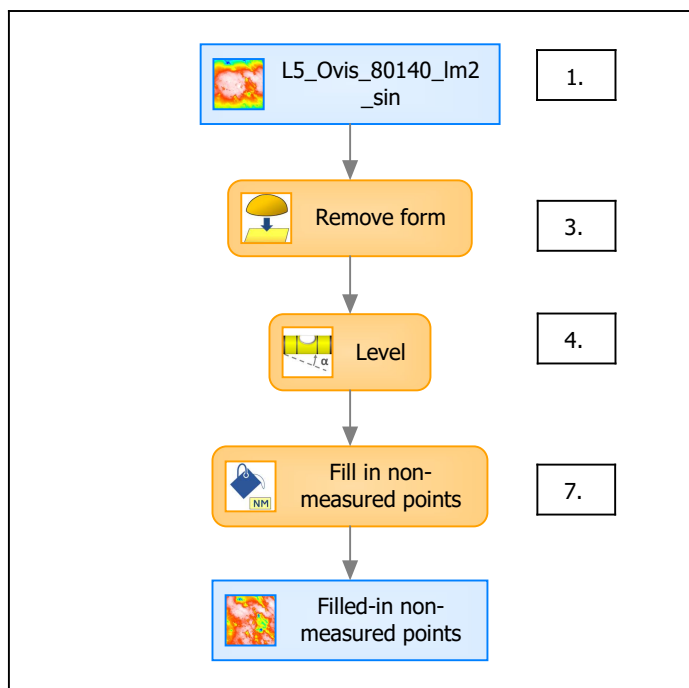 L5_Ovis_80140_lm2
_sin
1.
Remove form
3.
α
Level
4.
Fill in non-
measured points
NM
7.
Filled-in non-
measured points